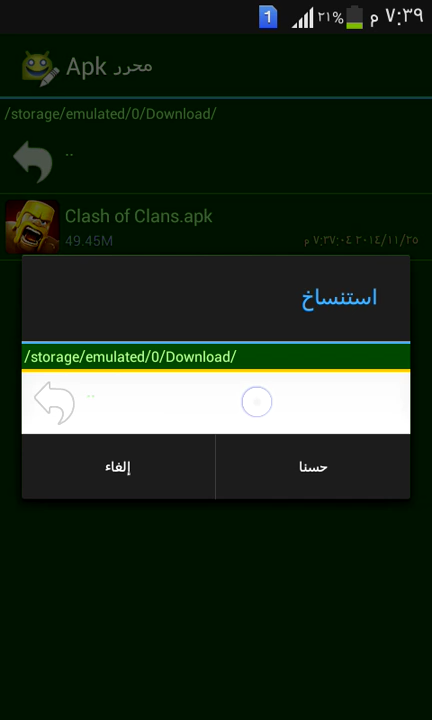 1 ٢١% ٧:٣٩ م
محرر Apk
/storage/emulated/0/Download/
..
Clash of Clans.apk
49.45M ٢٠١٤/١١/٢٥ ٧:٣٧:٠٤ م
استنساخ
/storage/emulated/0/Download/
..
إلغاء حسنا